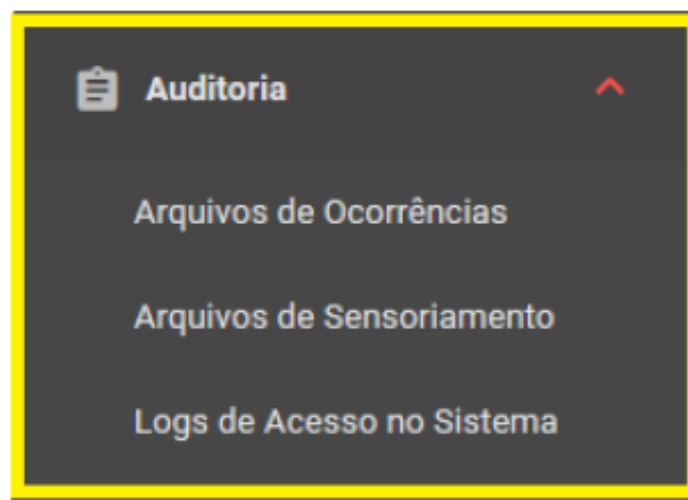 Auditoria
Arquivos de Ocorrências
Arquivos de Sensoriamento
Logs de Acesso no Sistema